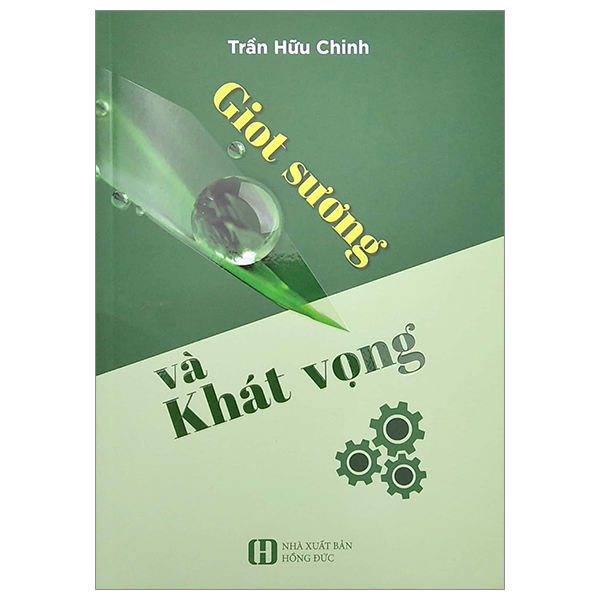 Trần Hữu Chinh
Giọt sương
và
Khát vọng
NHÀ XUẤT BẢN
HỒNG ĐỨC